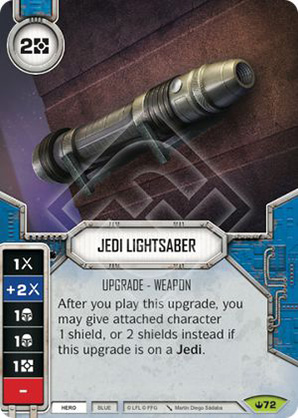 2
JEDI LIGHTSABER
UPGRADE - WEAPON
After you play this upgrade, you
may give attached character
1 shield, or 2 shields instead if
this upgrade is on a Jedi.
1
+2
1
1
1
–
HERO BLUE © LFL © FFG Martin Diego Sádaba 72